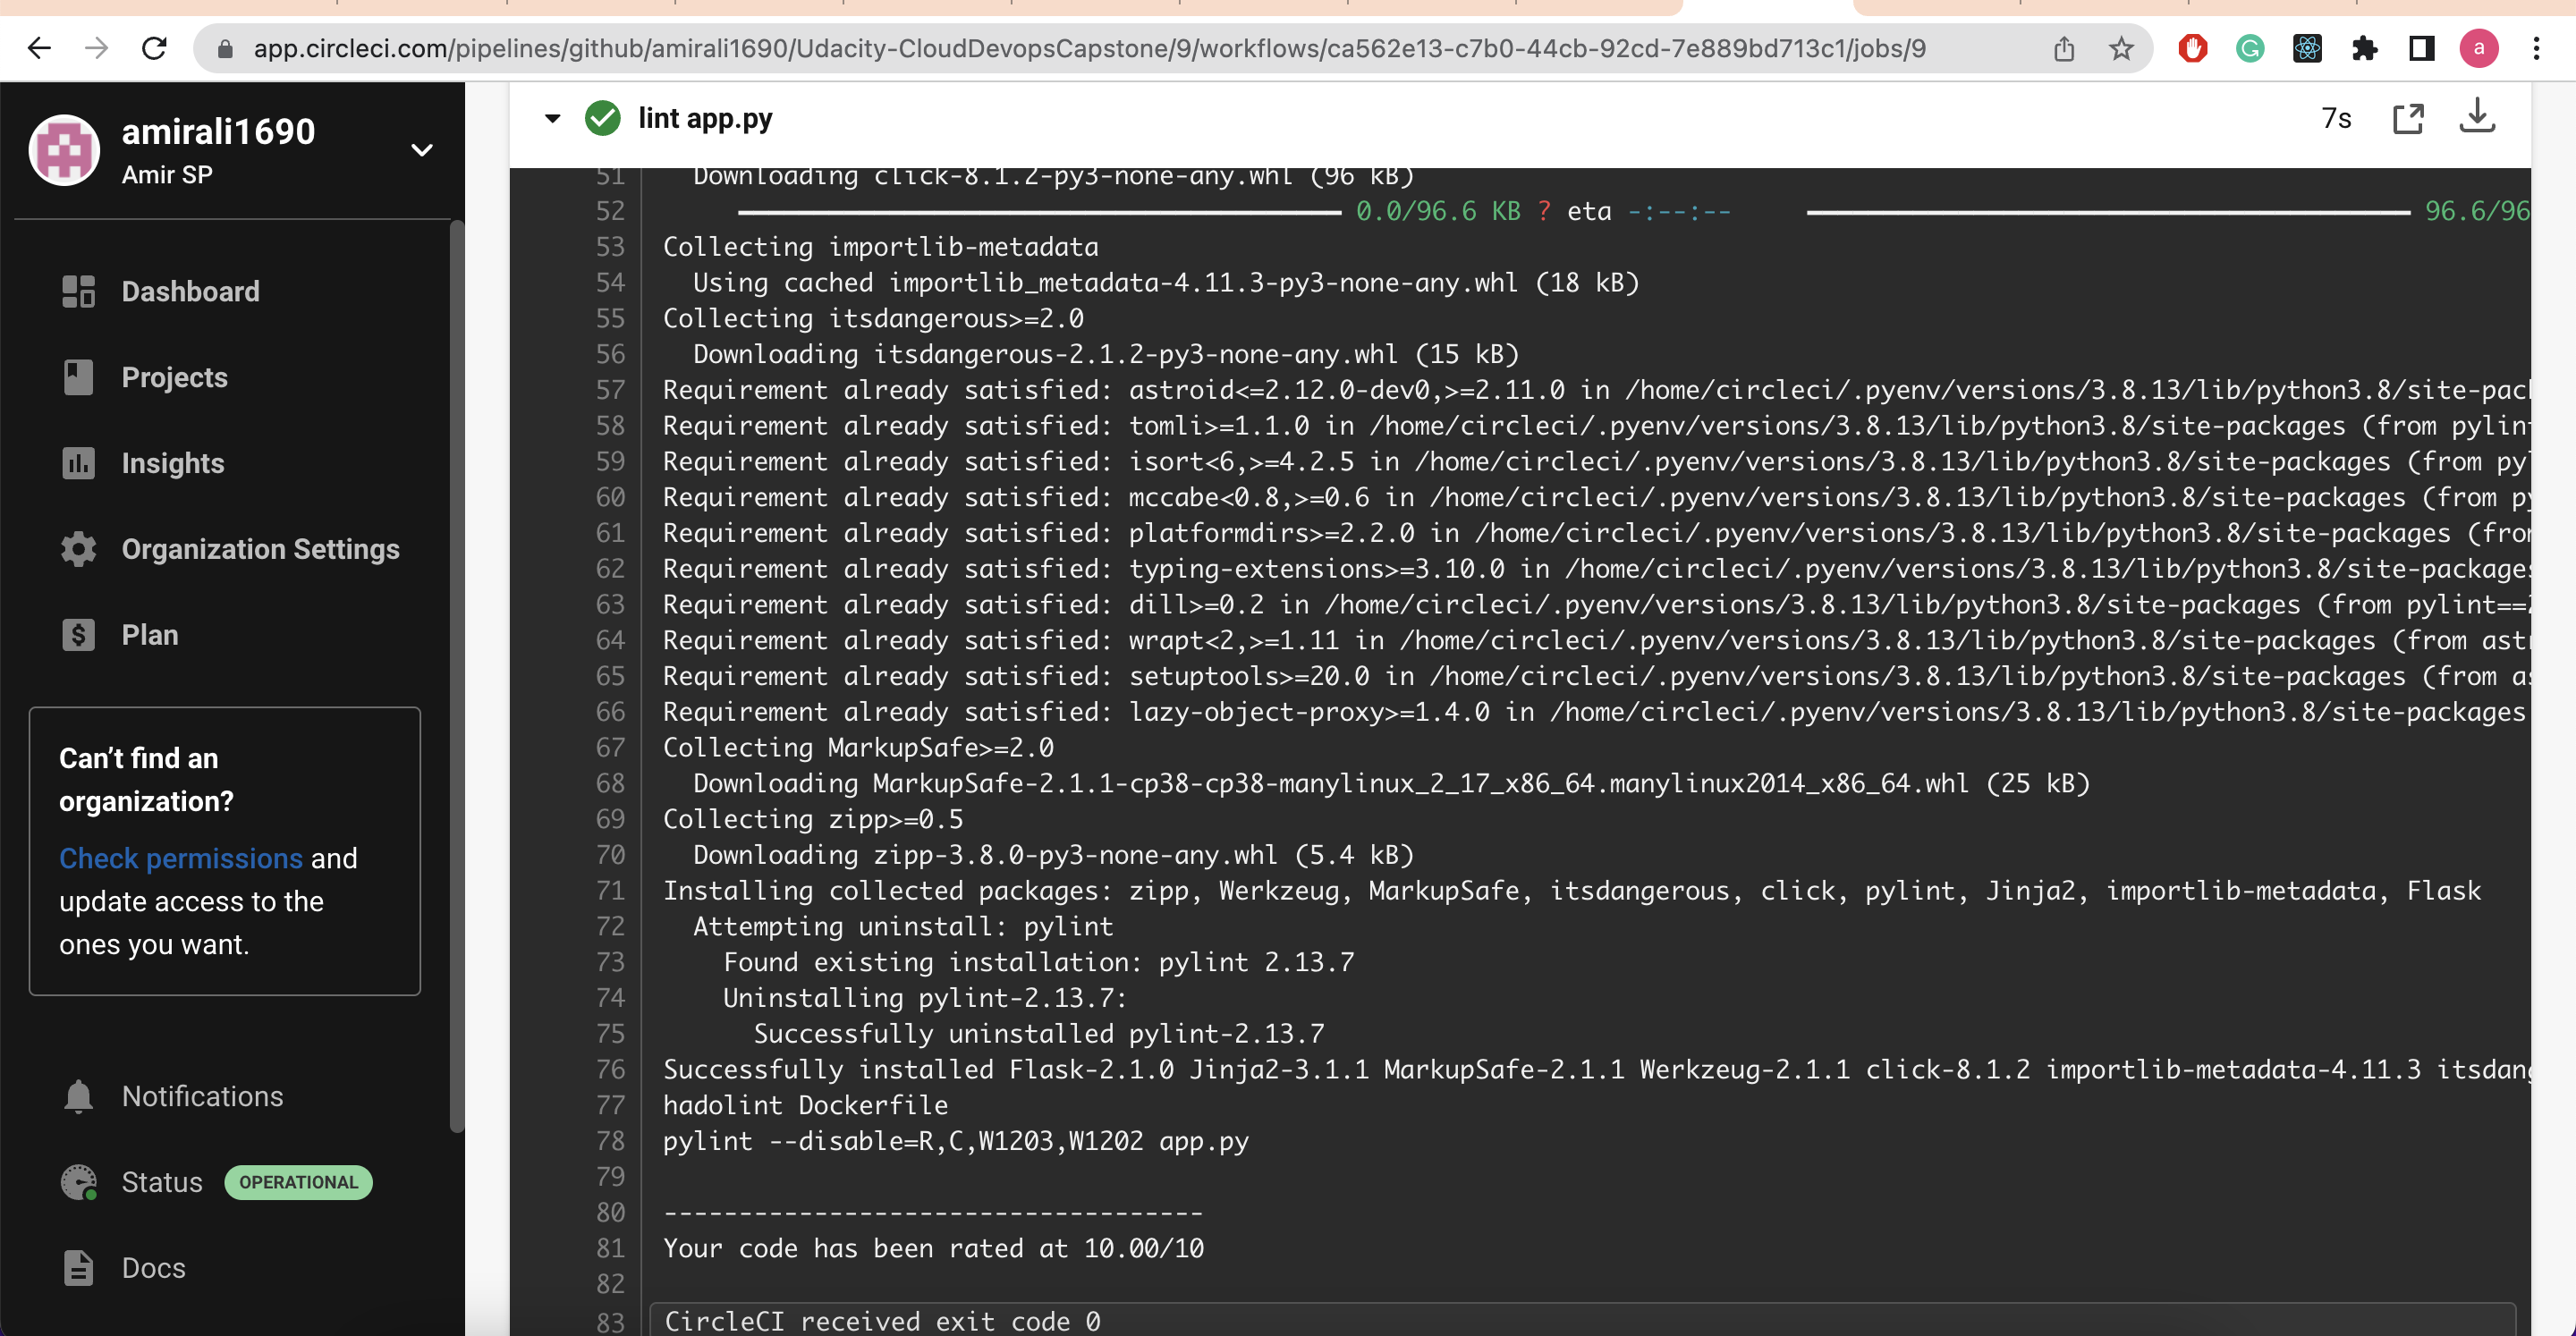 app.circleci.com/pipelines/github/amirali1690/Udacity-CloudDevopsCapstone/9/workflows/ca562e13-c7b0-44cb-92cd-7e889bd713c1/jobs/9
a
amirali1690
Amir SP
Dashboard
Projects
Insights
Organization Settings
Plan
Can’t find an
organization?
Check permissions and
update access to the
ones you want.
Notifications
Status OPERATIONAL
Docs
lint app.py 7s
51 Downloading click-8.1.2-py3-none-any.whl (96 kB)
52 0.0/96.6 KB ? eta -:--:-- 96.6/96
53 Collecting importlib-metadata
54 Using cached importlib_metadata-4.11.3-py3-none-any.whl (18 kB)
55 Collecting itsdangerous>=2.0
56 Downloading itsdangerous-2.1.2-py3-none-any.whl (15 kB)
57 Requirement already satisfied: astroid<=2.12.0-dev0,>=2.11.0 in /home/circleci/.pyenv/versions/3.8.13/lib/python3.8/site-pack
58 Requirement already satisfied: tomli>=1.1.0 in /home/circleci/.pyenv/versions/3.8.13/lib/python3.8/site-packages (from pylin
59 Requirement already satisfied: isort<6,>=4.2.5 in /home/circleci/.pyenv/versions/3.8.13/lib/python3.8/site-packages (from pyl
60 Requirement already satisfied: mccabe<0.8,>=0.6 in /home/circleci/.pyenv/versions/3.8.13/lib/python3.8/site-packages (from py
61 Requirement already satisfied: platformdirs>=2.2.0 in /home/circleci/.pyenv/versions/3.8.13/lib/python3.8/site-packages (from
62 Requirement already satisfied: typing-extensions>=3.10.0 in /home/circleci/.pyenv/versions/3.8.13/lib/python3.8/site-packages
63 Requirement already satisfied: dill>=0.2 in /home/circleci/.pyenv/versions/3.8.13/lib/python3.8/site-packages (from pylint==2
64 Requirement already satisfied: wrapt<2,>=1.11 in /home/circleci/.pyenv/versions/3.8.13/lib/python3.8/site-packages (from astr
65 Requirement already satisfied: setuptools>=20.0 in /home/circleci/.pyenv/versions/3.8.13/lib/python3.8/site-packages (from as
66 Requirement already satisfied: lazy-object-proxy>=1.4.0 in /home/circleci/.pyenv/versions/3.8.13/lib/python3.8/site-packages
67 Collecting MarkupSafe>=2.0
68 Downloading MarkupSafe-2.1.1-cp38-cp38-manylinux_2_17_x86_64.manylinux2014_x86_64.whl (25 kB)
69 Collecting zipp>=0.5
70 Downloading zipp-3.8.0-py3-none-any.whl (5.4 kB)
71 Installing collected packages: zipp, Werkzeug, MarkupSafe, itsdangerous, click, pylint, Jinja2, importlib-metadata, Flask
72 Attempting uninstall: pylint
73 Found existing installation: pylint 2.13.7
74 Uninstalling pylint-2.13.7:
75 Successfully uninstalled pylint-2.13.7
76 Successfully installed Flask-2.1.0 Jinja2-3.1.1 MarkupSafe-2.1.1 Werkzeug-2.1.1 click-8.1.2 importlib-metadata-4.11.3 itsdang
77 hadolint Dockerfile
78 pylint --disable=R,C,W1203,W1202 app.py
79
80 ------------------------------------
81 Your code has been rated at 10.00/10
82
83 CircleCI received exit code 0